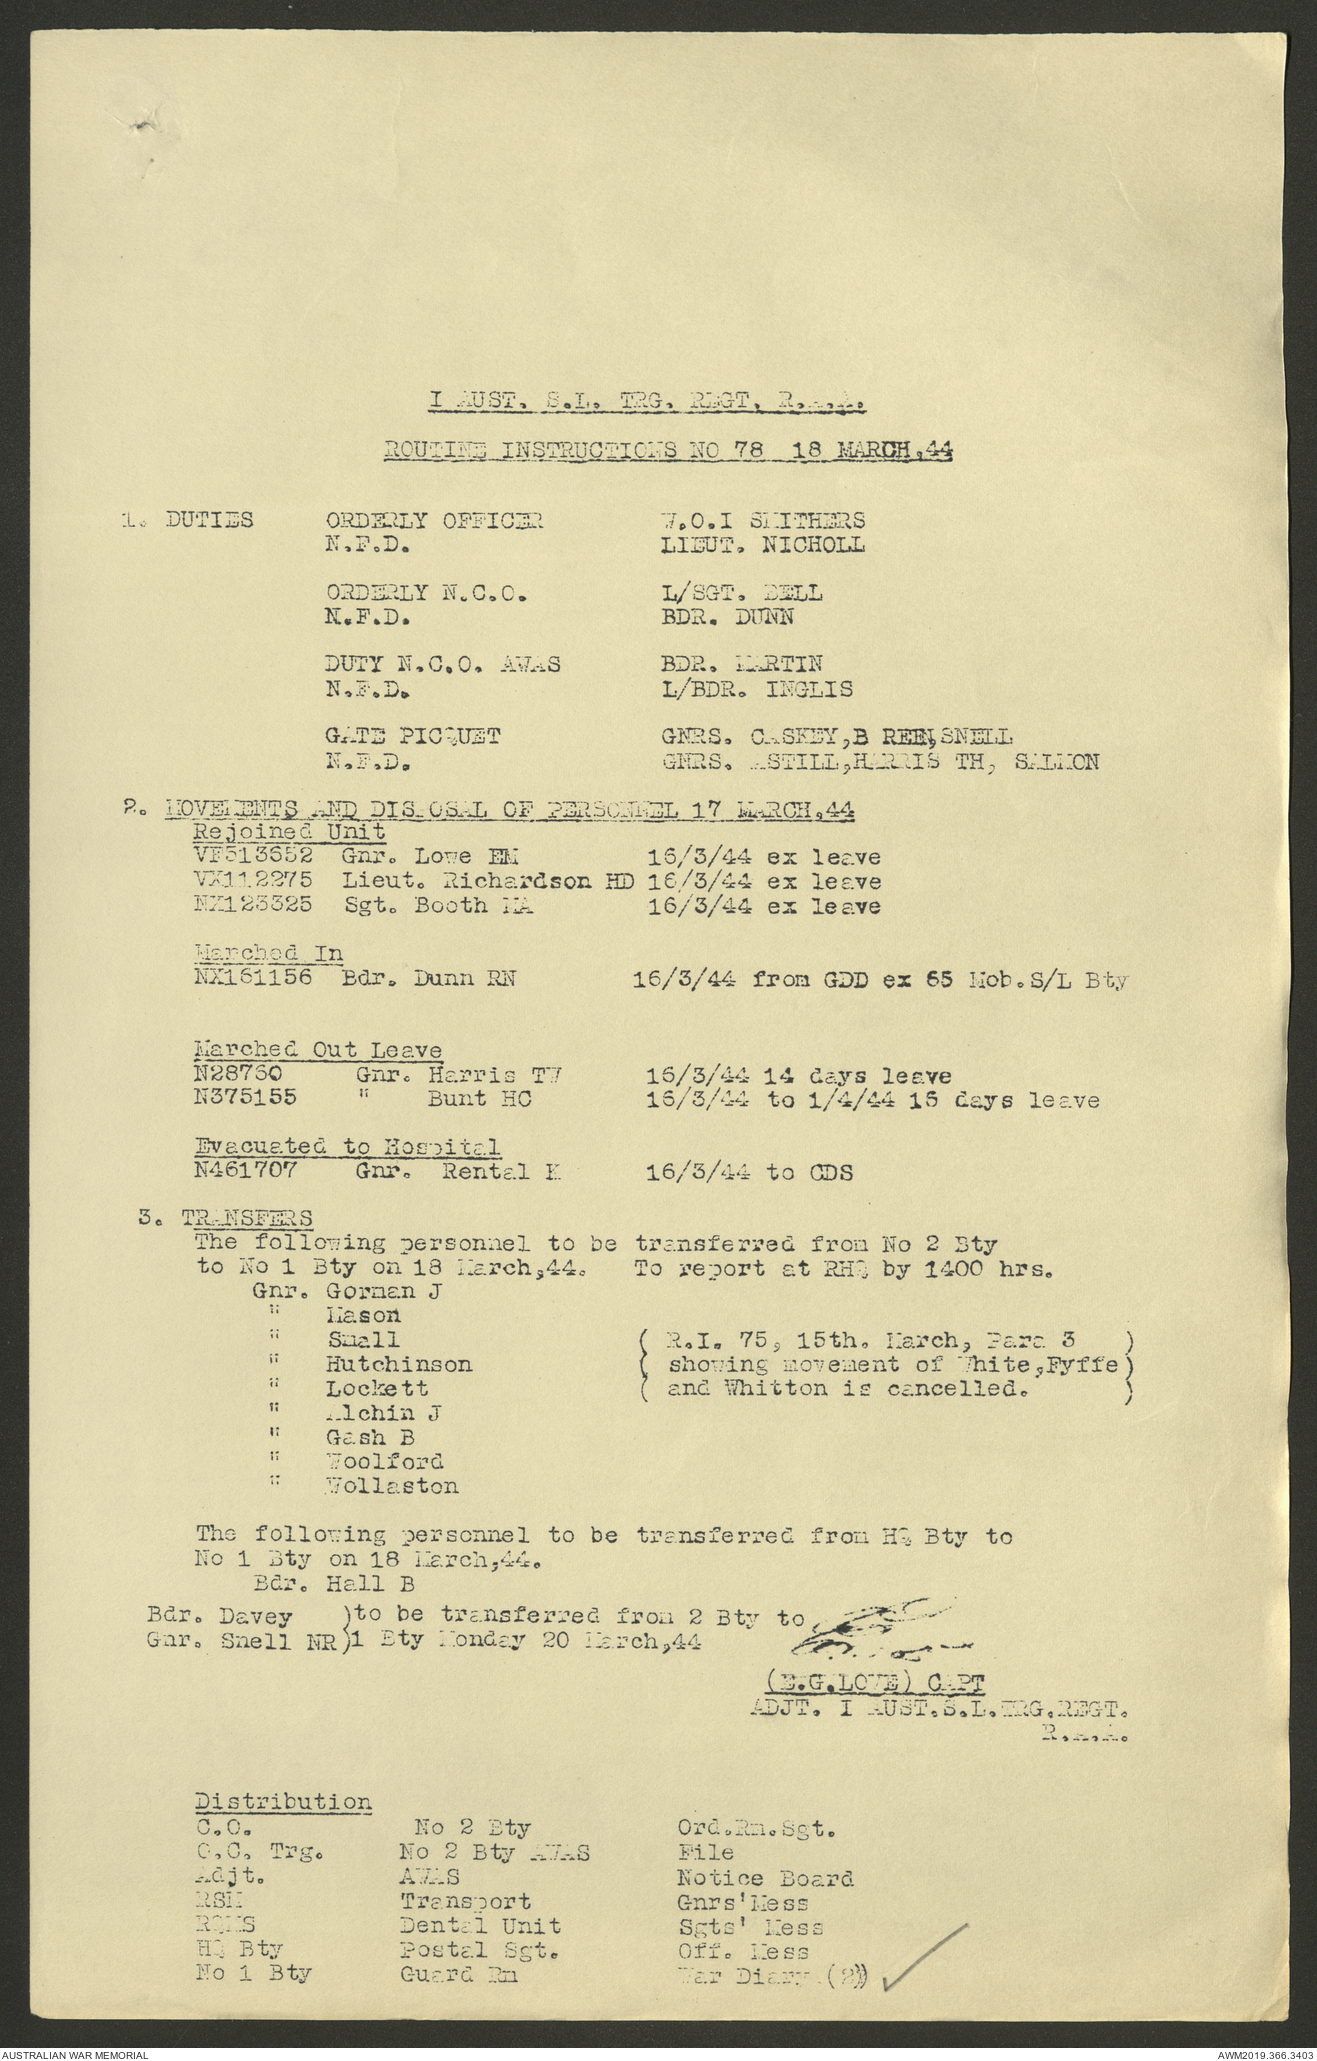 I AUST. S.L. TRG. REGT. R.A.A.
ROUTINE INSTRUCTIONS NO 78 18 MARCH,44
1. DUTIES ORDERLY OFFICER W.O.I SMITHERS
N.F.D. LIEUT. NICHOLL
ORDERLY N.C.O. L/SGT. DELL
N.F.D. BDR. DUNN
DUTY N.C.O. AWAS BDR. MARTIN
N.F.D. L/BDR. INGLIS
GATE PICQUET GNRS. CASKEY,B REEN,SNELL
N.F.D. GNRS. ASTILL,HARRIS TH, SALMON
2. MOVEMENTS AND DISPOSAL OF PERSONNEL 17 MARCH,44
Rejoined Unit
VF513652 Gnr. Lowe EM 16/3/44 ex leave
VX112275 Lieut. Richardson HD 16/3/44 ex leave
NX123325 Sgt. Booth MA 16/3/44 ex leave
Marched In
NX161156 Bdr. Dunn RN 16/3/44 from GDD ex 65 Mob.S/L Bty
Marched Out Leave
N28760 Gnr. Harris TW 16/3/44 14 days leave
N375155 " Bunt HC 16/3/44 to 1/4/44 15 days leave
Evacuated to Hospital
N461707 Gnr. Rental K 16/3/44 to CDS
3. TRANSFERS
The following personnel to be transferred from No 2 Bty
to No 1 Bty on 18 March,44. To report at RHQ by 1400 hrs.
Gnr. Gorman J
" Mason
" Small ( R.I. 75, 15th. March, Para 3 )
" Hutchinson ( showing movement of White,Fyffe)
" Lockett ( and Whitton is cancelled. )
" Alchin J
" Gash B
" Woolford
" Wollaston
The following personnel to be transferred from HQ Bty to
No 1 Bty on 18 March,44.
Bdr. Hall B
Bdr. Davey )to be transferred from 2 Bty to
Gnr. Snell NR)1 Bty Monday 20 March,44
(E.G.LOVE) CAPT
ADJT. I AUST.S.L.TRG.REGT.
R.A.A.
Distribution
C.O. No 2 Bty Ord.Rm.Sgt.
O.C. Trg. No 2 Bty AWAS File
Adjt. AWAS Notice Board
RSM Transport Gnrs'Mess
RQMS Dental Unit Sgts' Mess
HQ Bty Postal Sgt. Off. Mess
No 1 Bty Guard Rm War Diary (2)
AUSTRALIAN WAR MEMORIAL AWM2019.366.3403